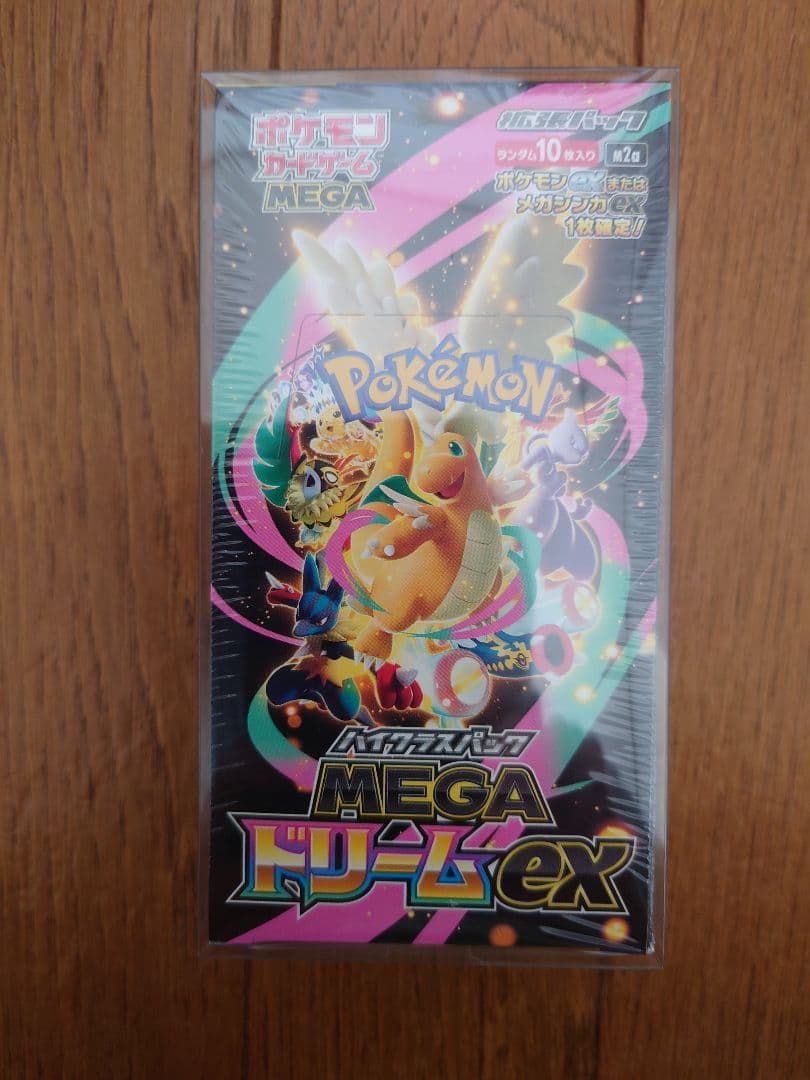 ポケモン
カードゲーム
MEGA
拡張パック
ランダム10枚入り M2a
ポケモンexまたは
メガシンカex
1枚確定!
POKéMON
ハイクラスパック
MEGA
ドリームex